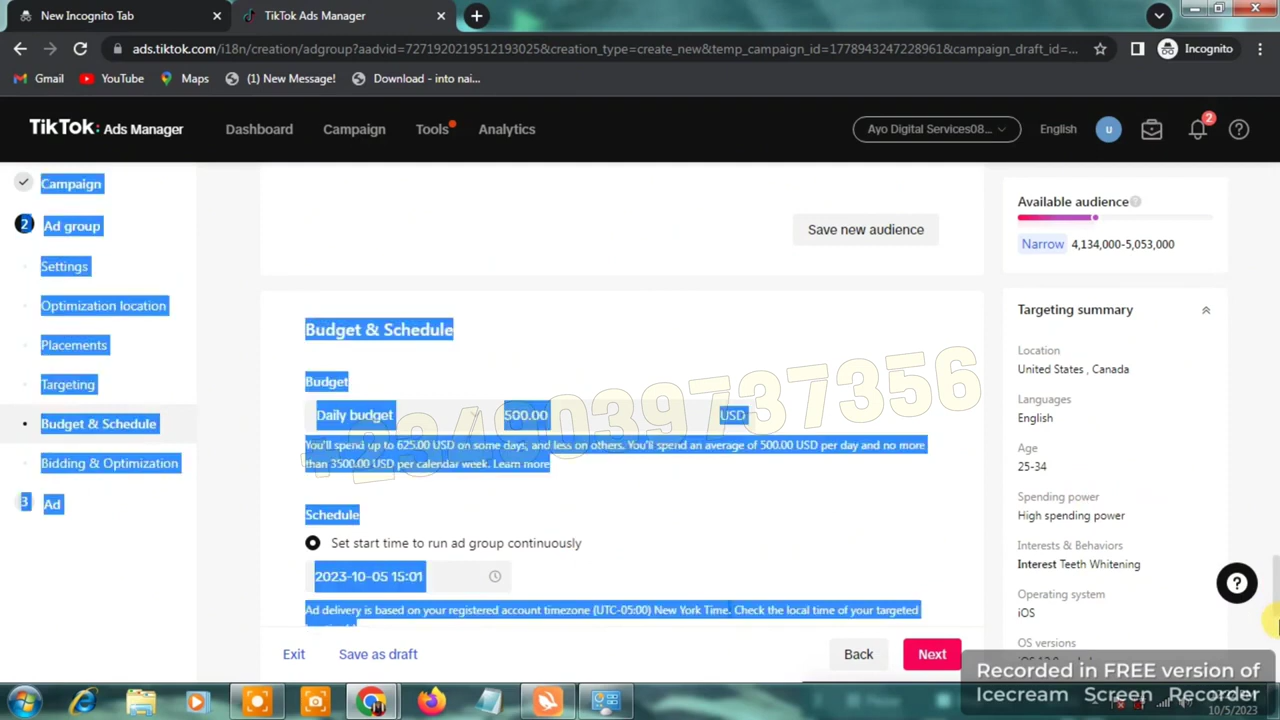 New Incognito Tab
TikTok Ads Manager
ads.tiktok.com/i18n/creation/adgroup?aadvid=7271920219512193025&creation_type=create_new&temp_campaign_id=1778943247228961&campaign_draft_id=...
Incognito
Gmail
YouTube
Maps
(1) New Message!
Download - into nai...
TikTok: Ads Manager
Dashboard
Campaign
Tools
Analytics
Ayo Digital Services08...
English
u
2
Campaign
2 Ad group
Settings
Optimization location
Placements
Targeting
Budget & Schedule
Bidding & Optimization
3 Ad
Save new audience
Budget & Schedule
Budget
Daily budget
500.00
USD
You'll spend up to 625.00 USD on some days, and less on others. You'll spend an average of 500.00 USD per day and no more
than 3500.00 USD per calendar week. Learn more
+2349039737356
Schedule
Set start time to run ad group continuously
2023-10-05 15:01
Ad delivery is based on your registered account timezone (UTC-05:00) New York Time. Check the local time of your targeted
Exit
Save as draft
Back
Next
Available audience
Narrow 4,134,000-5,053,000
Targeting summary
Location
United States , Canada
Languages
English
Age
25-34
Spending power
High spending power
Interests & Behaviors
Interest Teeth Whitening
Operating system
iOS
OS versions
Recorded in FREE version of
Icecream Screen Recorder
10/5/2023